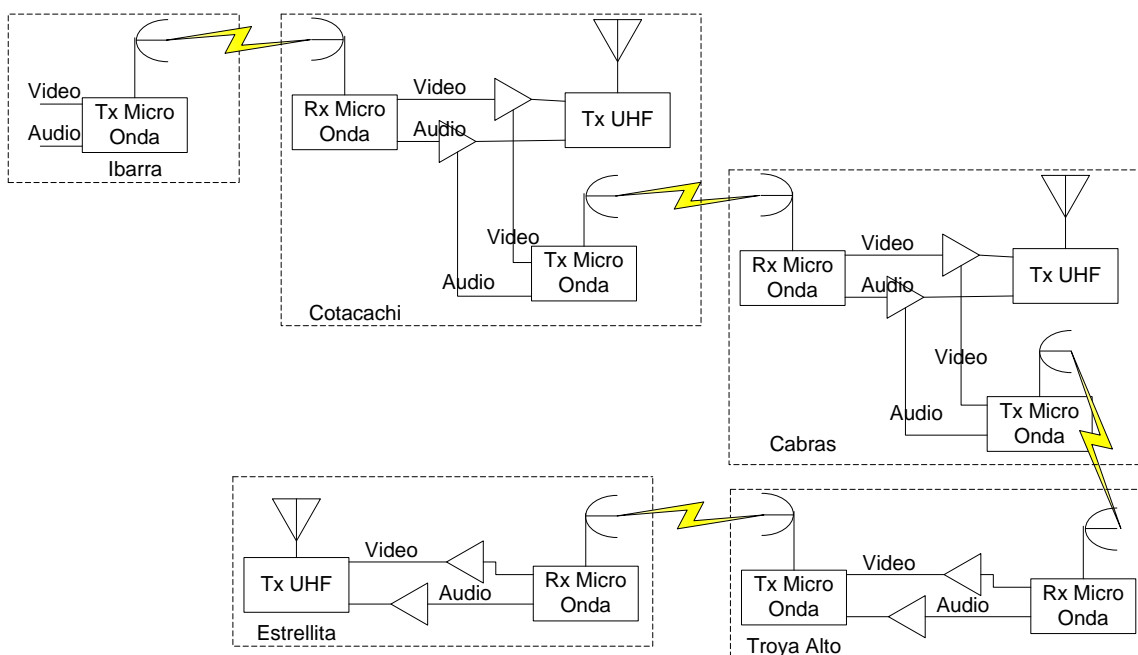 Video
Audio
Tx Micro
Onda
Ibarra
Rx Micro
Onda
Video
Audio
Tx UHF
Video
Audio
Tx Micro
Onda
Cotacachi
Rx Micro
Onda
Video
Audio
Tx UHF
Video
Audio
Tx Micro
Onda
Cabras
Tx UHF
Video
Audio
Rx Micro
Onda
Estrellita
Tx Micro
Onda
Video
Audio
Rx Micro
Onda
Troya Alto